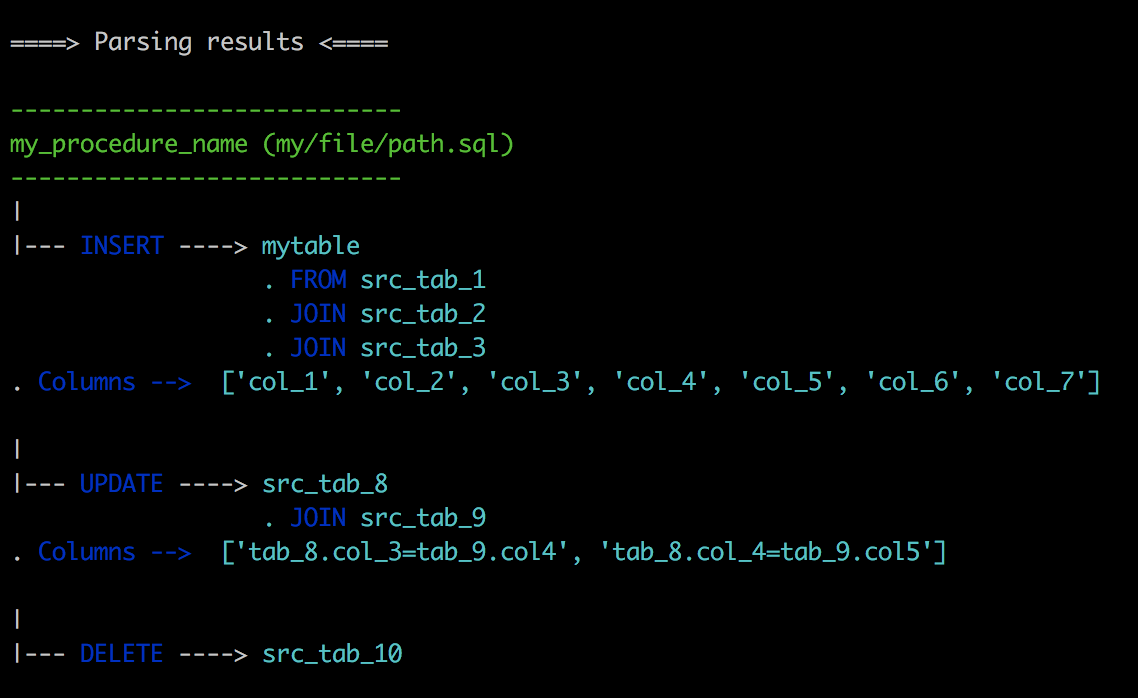 ====> Parsing results <====
----------------------------
my_procedure_name (my/file/path.sql)
----------------------------
|
|--- INSERT ----> mytable
                  . FROM src_tab_1
                  . JOIN src_tab_2
                  . JOIN src_tab_3
. Columns -->  ['col_1', 'col_2', 'col_3', 'col_4', 'col_5', 'col_6', 'col_7']
|
|--- UPDATE ----> src_tab_8
                  . JOIN src_tab_9
. Columns -->  ['tab_8.col_3=tab_9.col4', 'tab_8.col_4=tab_9.col5']
|
|--- DELETE ----> src_tab_10